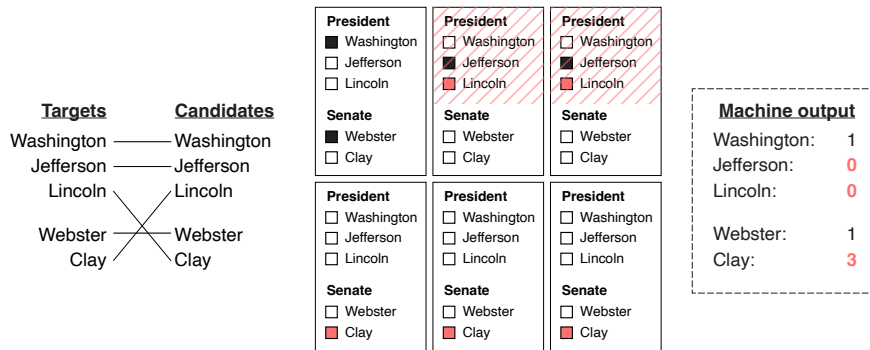 Targets Candidates
Washington Washington
Jefferson Jefferson
Lincoln Lincoln
Webster Webster
Clay Clay
President
Washington
Jefferson
Lincoln
Senate
Webster
Clay
President
Washington
Jefferson
Lincoln
Senate
Webster
Clay
President
Washington
Jefferson
Lincoln
Senate
Webster
Clay
President
Washington
Jefferson
Lincoln
Senate
Webster
Clay
President
Washington
Jefferson
Lincoln
Senate
Webster
Clay
President
Washington
Jefferson
Lincoln
Senate
Webster
Clay
Machine output
Washington: 1
Jefferson: 0
Lincoln: 0
Webster: 1
Clay: 3